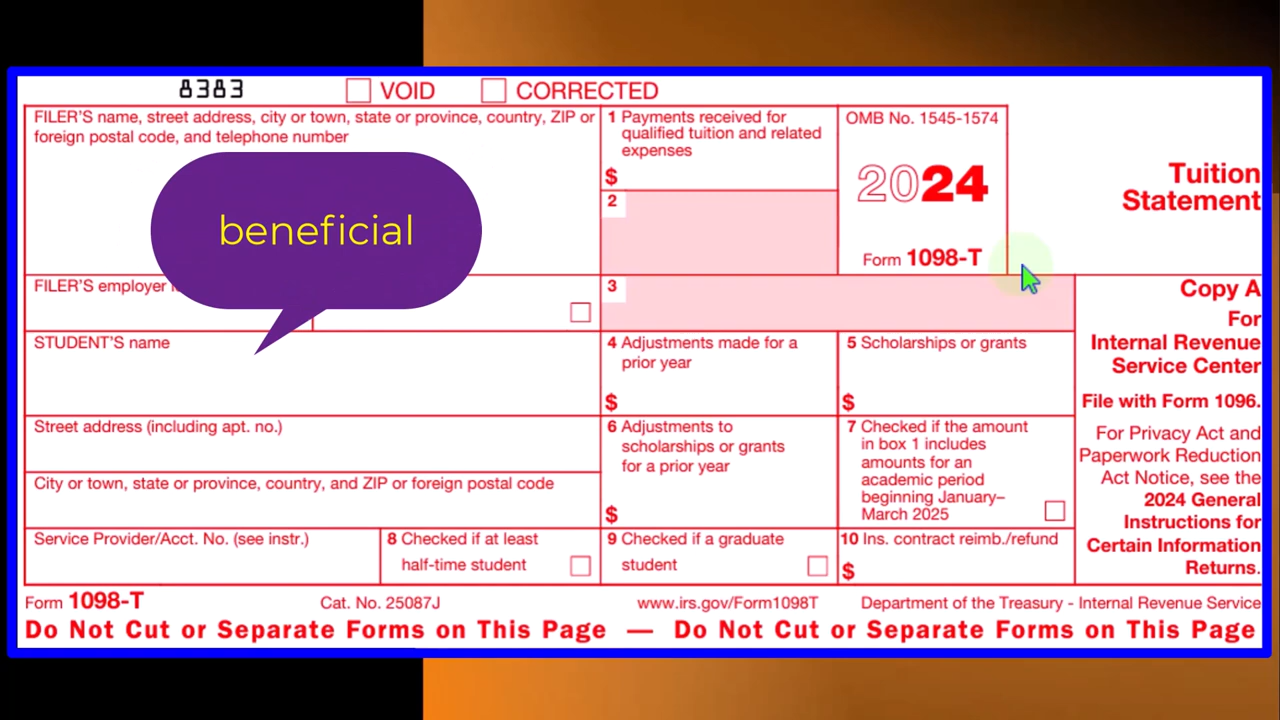 8383
VOID
CORRECTED
FILER'S name, street address, city or town, state or province, country, ZIP or
foreign postal code, and telephone number
beneficial
1 Payments received for
qualified tuition and related
expenses
$
2
OMB No. 1545-1574
2024
Form 1098-T
Tuition
Statement
FILER'S employer
3
Copy A
For
Internal Revenue
Service Center
File with Form 1096.
For Privacy Act and
Paperwork Reduction
Act Notice, see the
2024 General
Instructions for
Certain Information
Returns.
STUDENT'S name
4 Adjustments made for a
prior year
$
5 Scholarships or grants
$
Street address (including apt. no.)
6 Adjustments to
scholarships or grants
for a prior year
$
7 Checked if the amount
in box 1 includes
amounts for an
academic period
beginning January–
March 2025
City or town, state or province, country, and ZIP or foreign postal code
Service Provider/Acct. No. (see instr.)
8 Checked if at least
half-time student
9 Checked if a graduate
student
10 Ins. contract reimb./refund
$
Form 1098-T
Cat. No. 25087J
www.irs.gov/Form1098T
Department of the Treasury - Internal Revenue Service
Do Not Cut or Separate Forms on This Page — Do Not Cut or Separate Forms on This Page